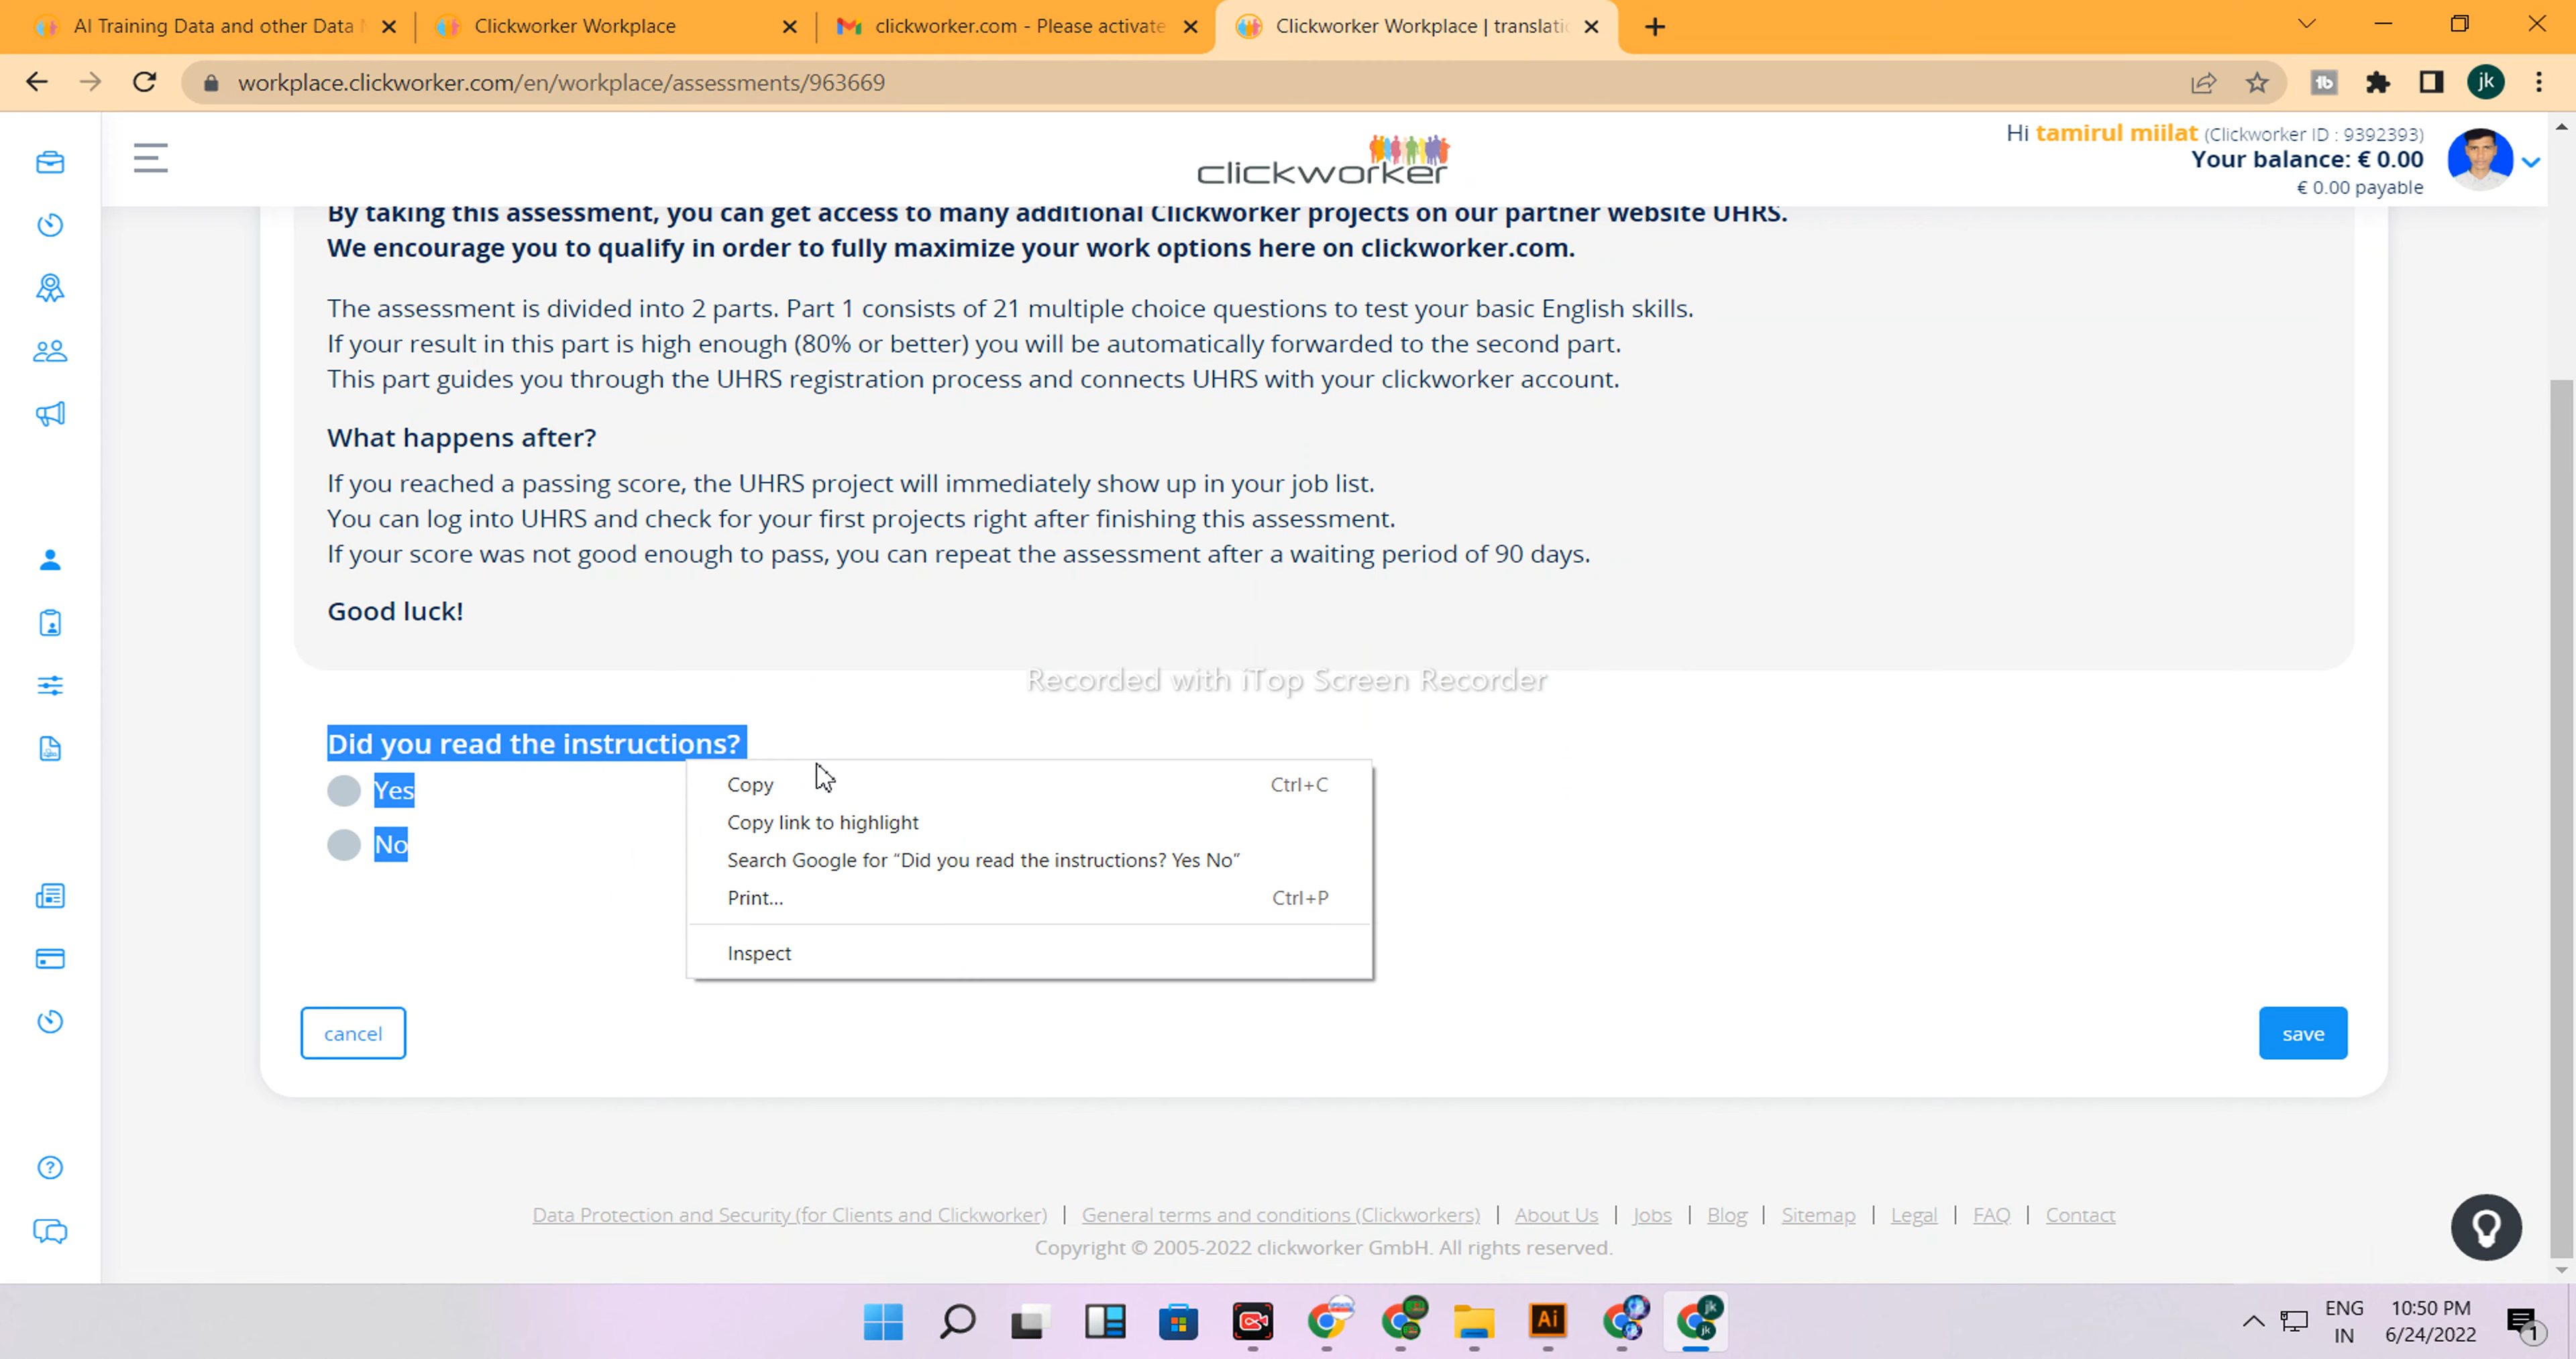 AI Training Data and other Data
Clickworker Workplace
clickworker.com - Please activate
Clickworker Workplace | translatio
workplace.clickworker.com/en/workplace/assessments/963669
jk
clickworker
Hi tamirul miilat (Clickworker ID : 9392393)
Your balance: € 0.00
€ 0.00 payable
By taking this assessment, you can get access to many additional Clickworker projects on our partner website UHRS.
We encourage you to qualify in order to fully maximize your work options here on clickworker.com.
The assessment is divided into 2 parts. Part 1 consists of 21 multiple choice questions to test your basic English skills.
If your result in this part is high enough (80% or better) you will be automatically forwarded to the second part.
This part guides you through the UHRS registration process and connects UHRS with your clickworker account.
What happens after?
If you reached a passing score, the UHRS project will immediately show up in your job list.
You can log into UHRS and check for your first projects right after finishing this assessment.
If your score was not good enough to pass, you can repeat the assessment after a waiting period of 90 days.
Good luck!
Recorded with iTop Screen Recorder
Did you read the instructions?
Yes
No
Copy Ctrl+C
Copy link to highlight
Search Google for “Did you read the instructions? Yes No”
Print... Ctrl+P
Inspect
cancel
save
Data Protection and Security (for Clients and Clickworker) | General terms and conditions (Clickworkers) | About Us | Jobs | Blog | Sitemap | Legal | FAQ | Contact
Copyright © 2005-2022 clickworker GmbH. All rights reserved.
Ai
jk
jk
ENG
IN
10:50 PM
6/24/2022
1